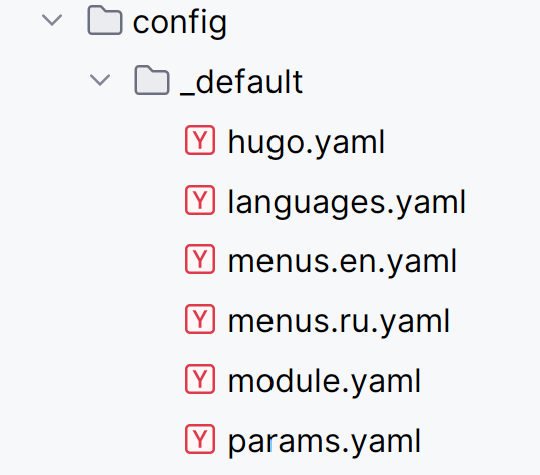 config
_default
Y hugo.yaml
Y languages.yaml
Y menus.en.yaml
Y menus.ru.yaml
Y module.yaml
Y params.yaml